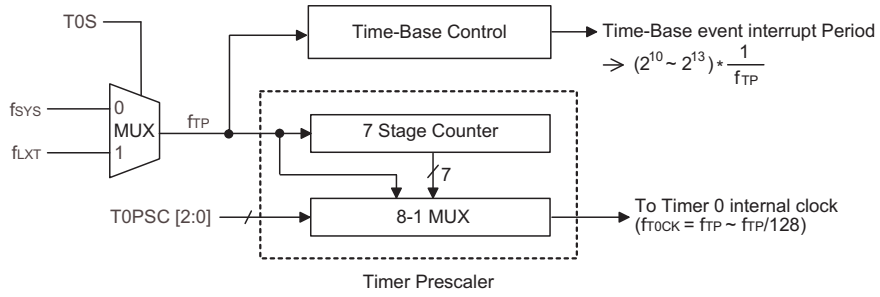 T0S
Time-Base Control
Time-Base event interrupt Period
→ (2¹⁰ ~ 2¹³) * 1/fTP
fSYS
0
MUX
fLXT
1
fTP
7 Stage Counter
7
T0PSC [2:0]
8-1 MUX
To Timer 0 internal clock
(fT0CK = fTP ~ fTP/128)
Timer Prescaler